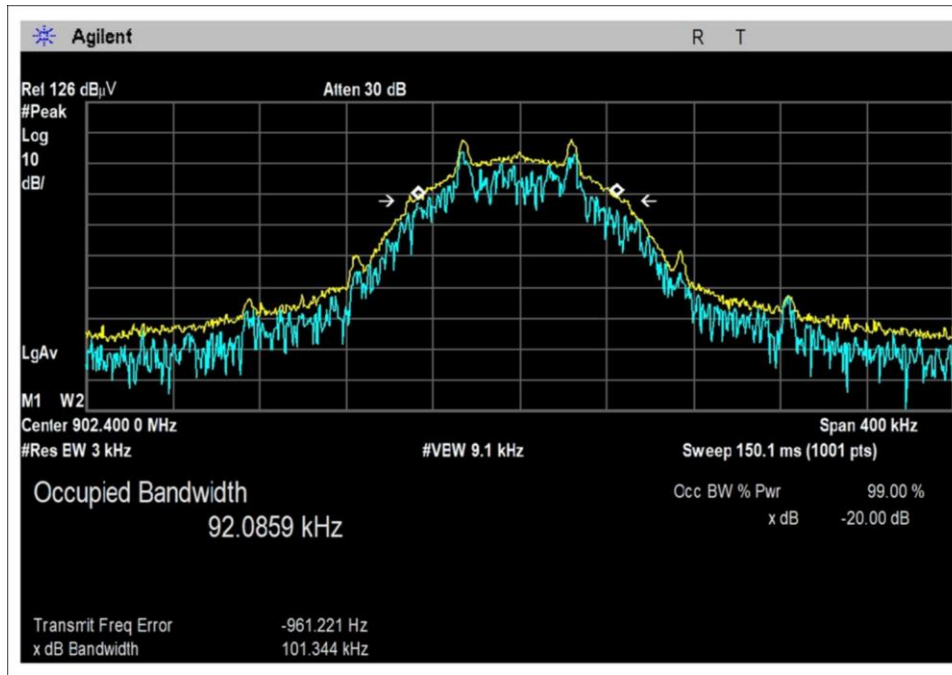 Agilent R T
Ref 126 dBµV Atten 30 dB
#Peak
Log
10
dB/
LgAv
M1 W2
Center 902.400 0 MHz Span 400 kHz
#Res BW 3 kHz #VBW 9.1 kHz Sweep 150.1 ms (1001 pts)
Occupied Bandwidth Occ BW % Pwr 99.00 %
92.0859 kHz x dB -20.00 dB
Transmit Freq Error -961.221 Hz
x dB Bandwidth 101.344 kHz